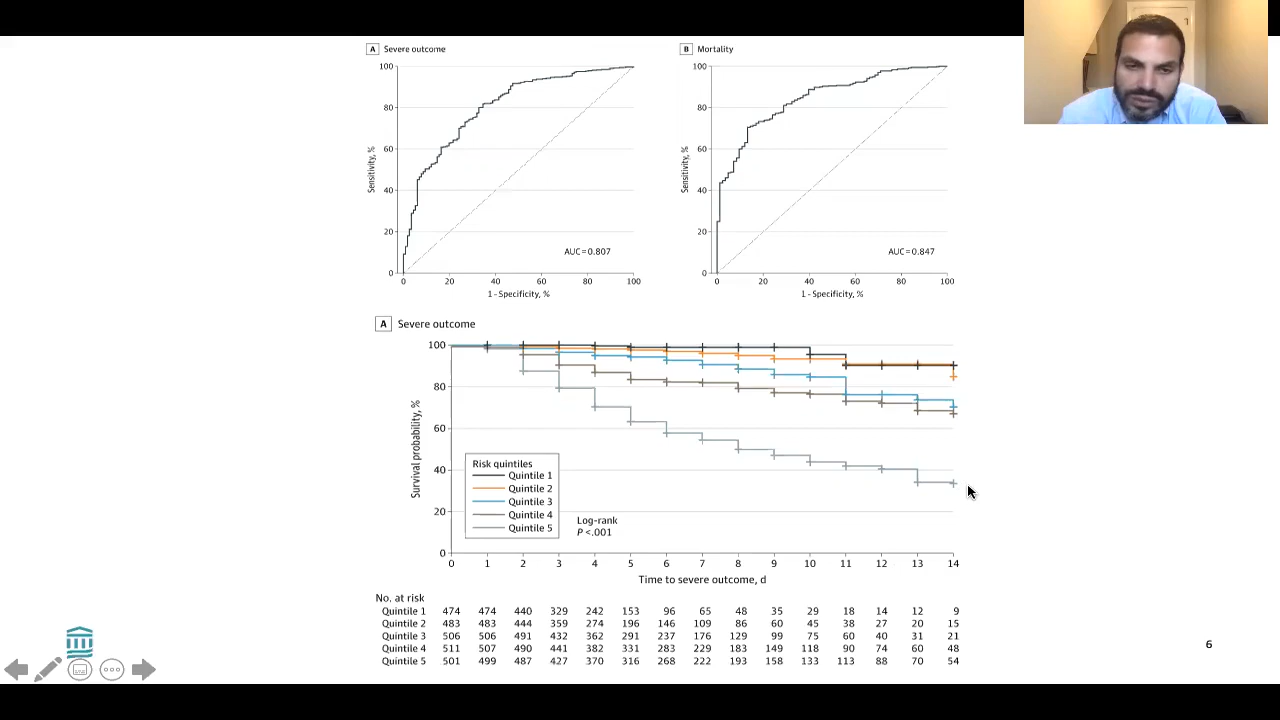 A Severe outcome
100
80
60
40
20
0
Sensitivity, %
AUC=0.807
0 20 40 60 80 100
1 - Specificity, %
B Mortality
100
80
60
40
20
0
Sensitivity, %
AUC=0.847
0 20 40 60 80 100
1 - Specificity, %
A Severe outcome
100
80
60
40
20
0
Survival probability, %
Risk quintiles
Quintile 1
Quintile 2
Quintile 3
Quintile 4
Quintile 5
Log-rank
P <.001
0 1 2 3 4 5 6 7 8 9 10 11 12 13 14
Time to severe outcome, d
No. at risk
Quintile 1 474 474 440 329 242 153 96 65 48 35 29 18 14 12 9
Quintile 2 483 483 444 359 274 196 146 109 86 60 45 38 27 20 15
Quintile 3 506 506 491 432 362 291 237 176 129 99 75 60 40 31 21
Quintile 4 511 507 490 441 382 331 283 229 183 149 118 90 74 60 48
Quintile 5 501 499 487 427 370 316 268 222 193 158 133 113 88 70 54
6